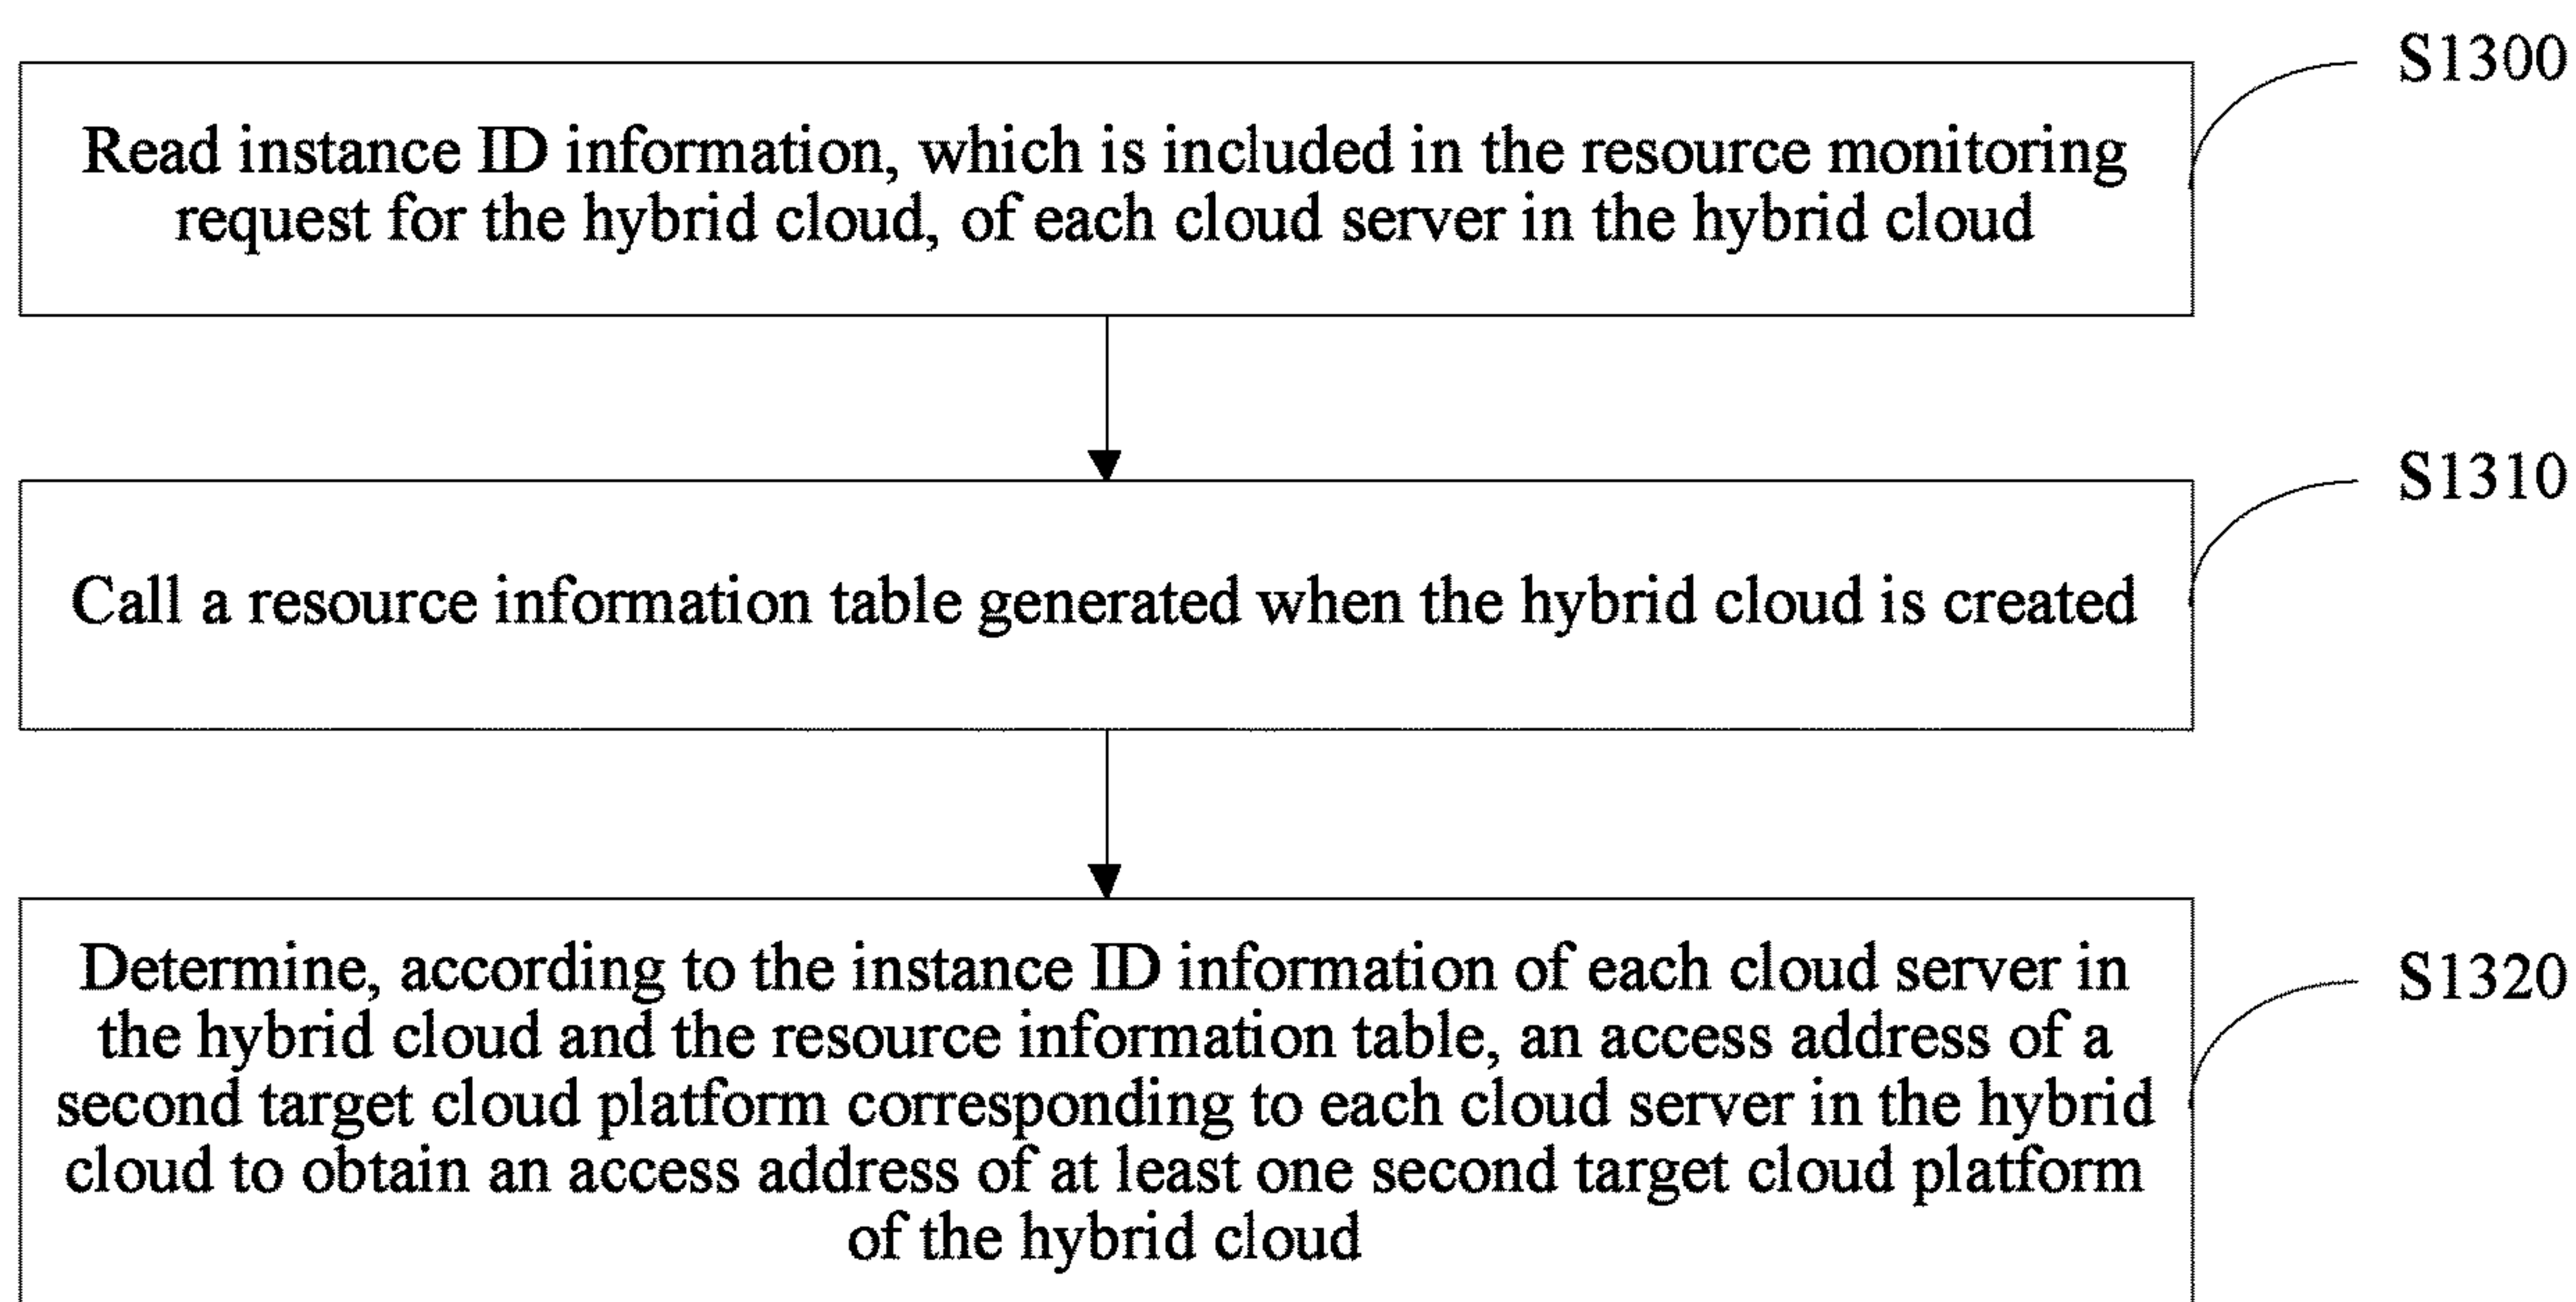 S1300
Read instance ID information, which is included in the resource monitoring
request for the hybrid cloud, of each cloud server in the hybrid cloud
S1310
Call a resource information table generated when the hybrid cloud is created
Determine, according to the instance ID information of each cloud server in
S1320
the hybrid cloud and the resource information table, an access address of a
second target cloud platform corresponding to each cloud server in the hybrid
cloud to obtain an access address of at least one second target cloud platform
of the hybrid cloud